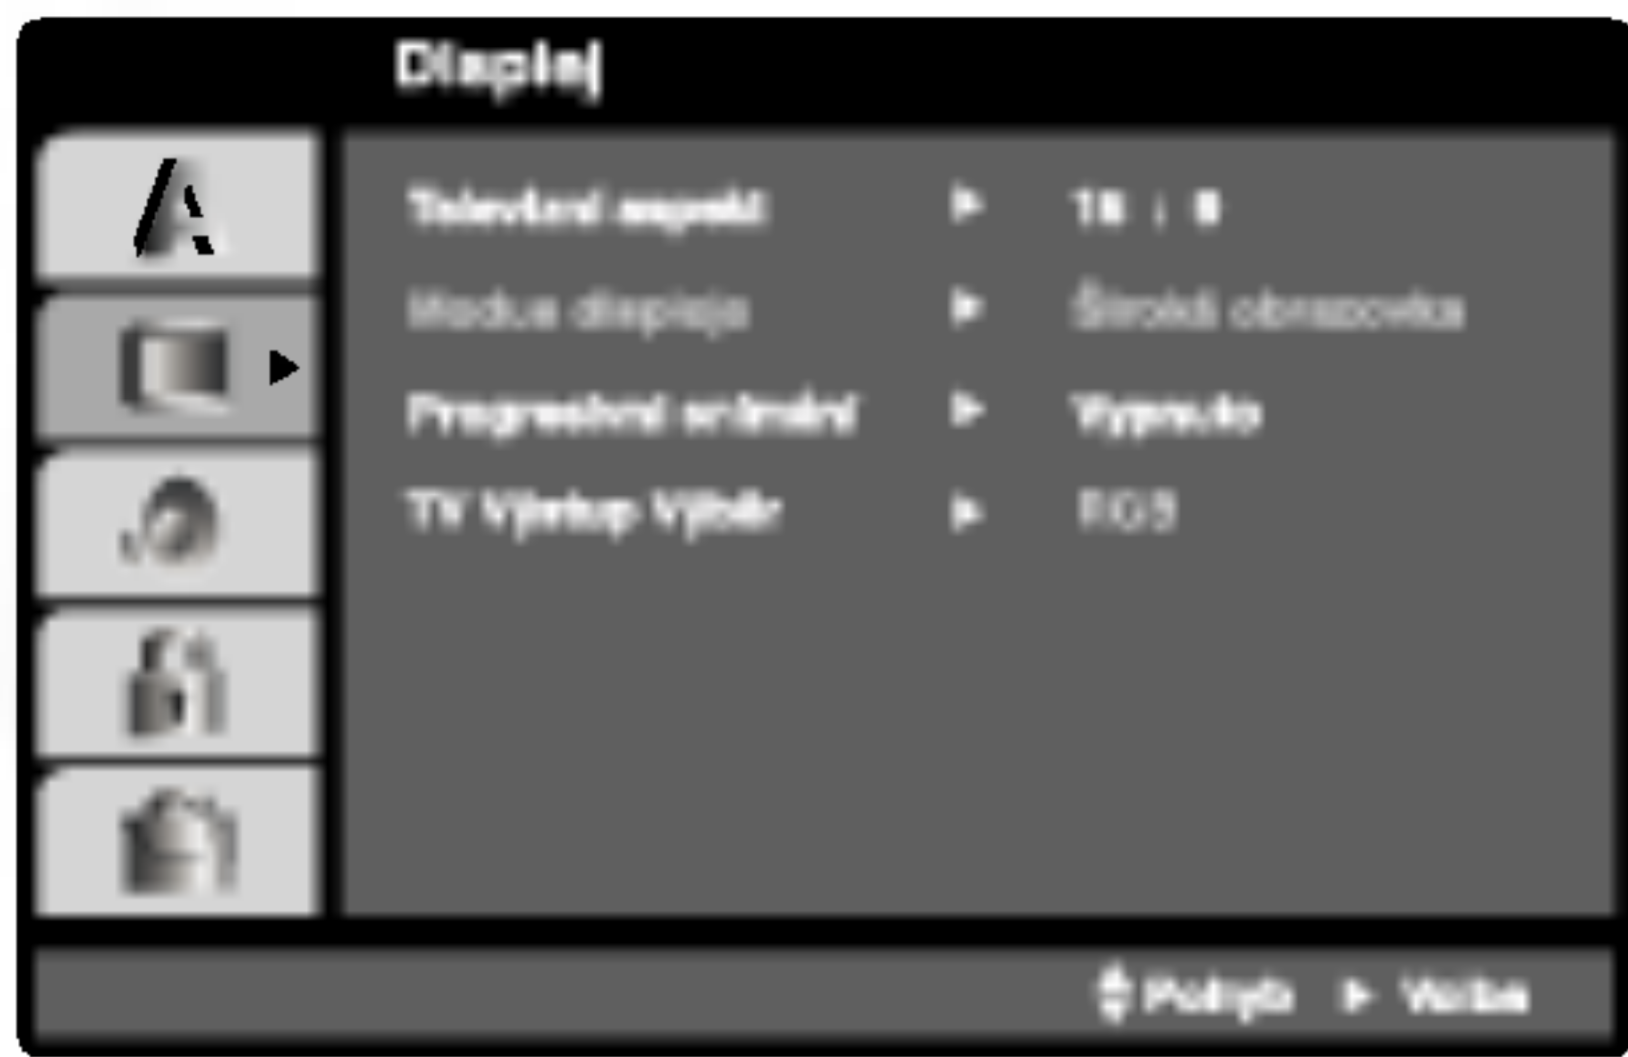 Displej
Televizní aspekt ► 16 : 9
Modus displeje ► Široká obrazovka
Progresivní snímání ► Vypnuto
TV Výstup Výběr ► RGB
Pohyb ► Volba